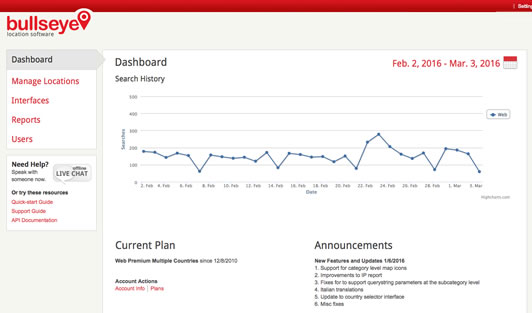 Setting
bullseye
location software
Dashboard
Manage Locations
Interfaces
Reports
Users
Need Help?
Speak with
someone now.
offline
LIVE CHAT
Or try these resources
Quick-start Guide
Support Guide
API Documentation
Dashboard
Feb. 2, 2016 - Mar. 3, 2016
Search History
500
400
300
200
100
0
Searches
2. Feb 4. Feb 6. Feb 8. Feb 10. Feb 12. Feb 14. Feb 16. Feb 18. Feb 20. Feb 22. Feb 24. Feb 26. Feb 28. Feb 1. Mar 3. Mar
Date
Web
Highcharts.com
Current Plan
Web Premium Multiple Countries since 12/8/2010
Account Actions
Account Info | Plans
Announcements
New Features and Updates 1/6/2016
1. Support for category level map icons
2. Improvements to IP report
3. Fixes for to support querystring parameters at the subcategory level
4. Italian translations
5. Update to country selector interface
6. Misc fixes